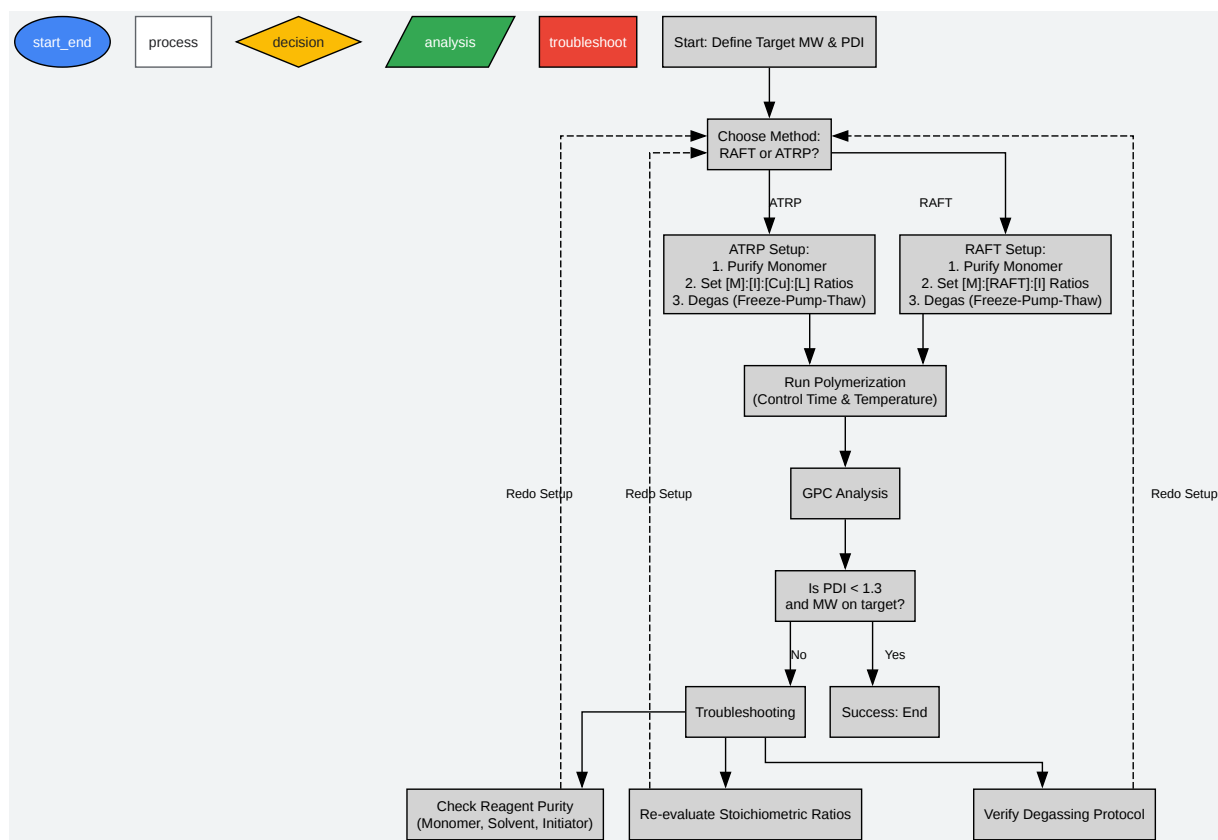 start_end
process
decision
analysis
troubleshoot
Start: Define Target MW & PDI
Choose Method:
RAFT or ATRP?
ATRP
RAFT
ATRP Setup:
1. Purify Monomer
2. Set [M]:[I]:[Cu]:[L] Ratios
3. Degas (Freeze-Pump-Thaw)
RAFT Setup:
1. Purify Monomer
2. Set [M]:[RAFT]:[I] Ratios
3. Degas (Freeze-Pump-Thaw)
Run Polymerization
(Control Time & Temperature)
GPC Analysis
Redo Setup
Redo Setup
Redo Setup
Is PDI < 1.3
and MW on target?
No
Yes
Troubleshooting
Success: End
Check Reagent Purity
(Monomer, Solvent, Initiator)
Re-evaluate Stoichiometric Ratios
Verify Degassing Protocol